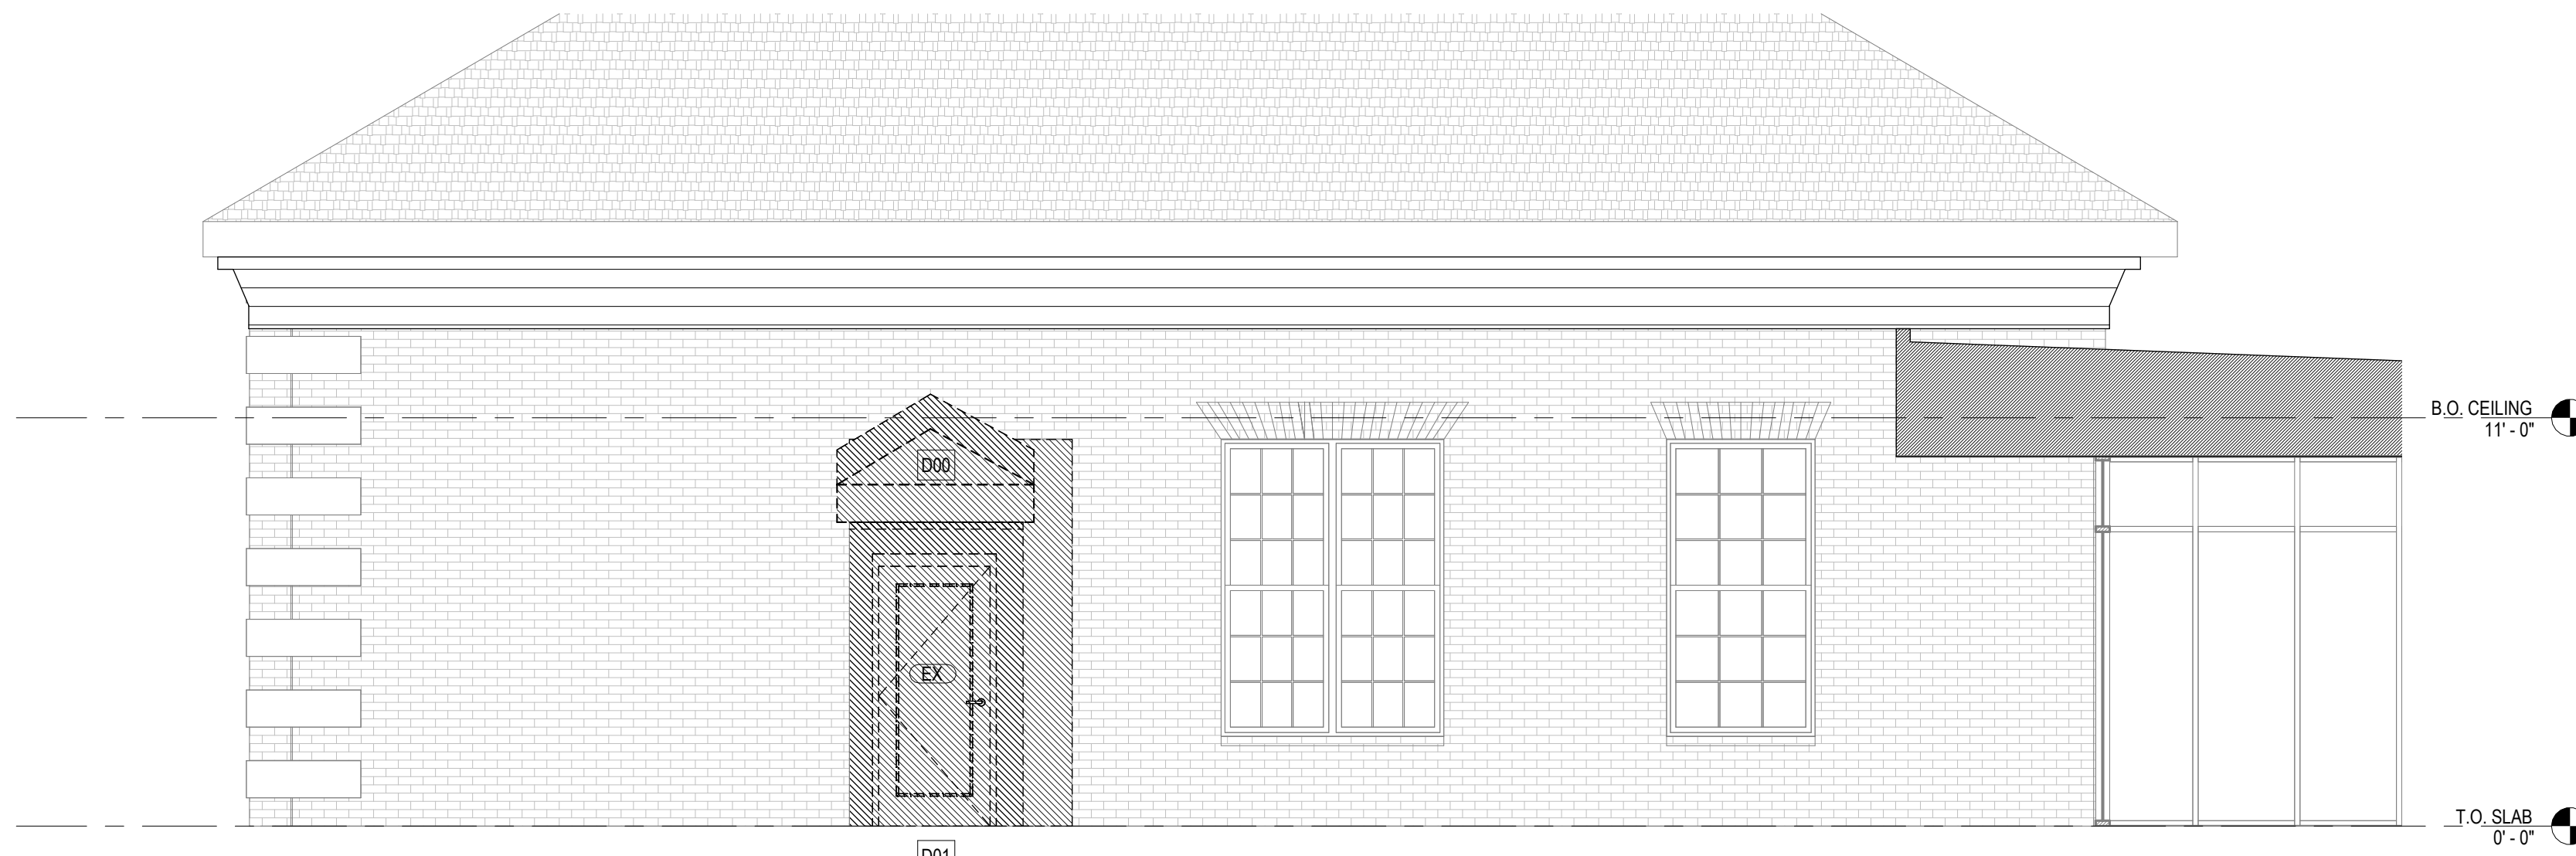 B.O. CEILING
11' - 0"
D00
EX
T.O. SLAB
0' - 0"
D01